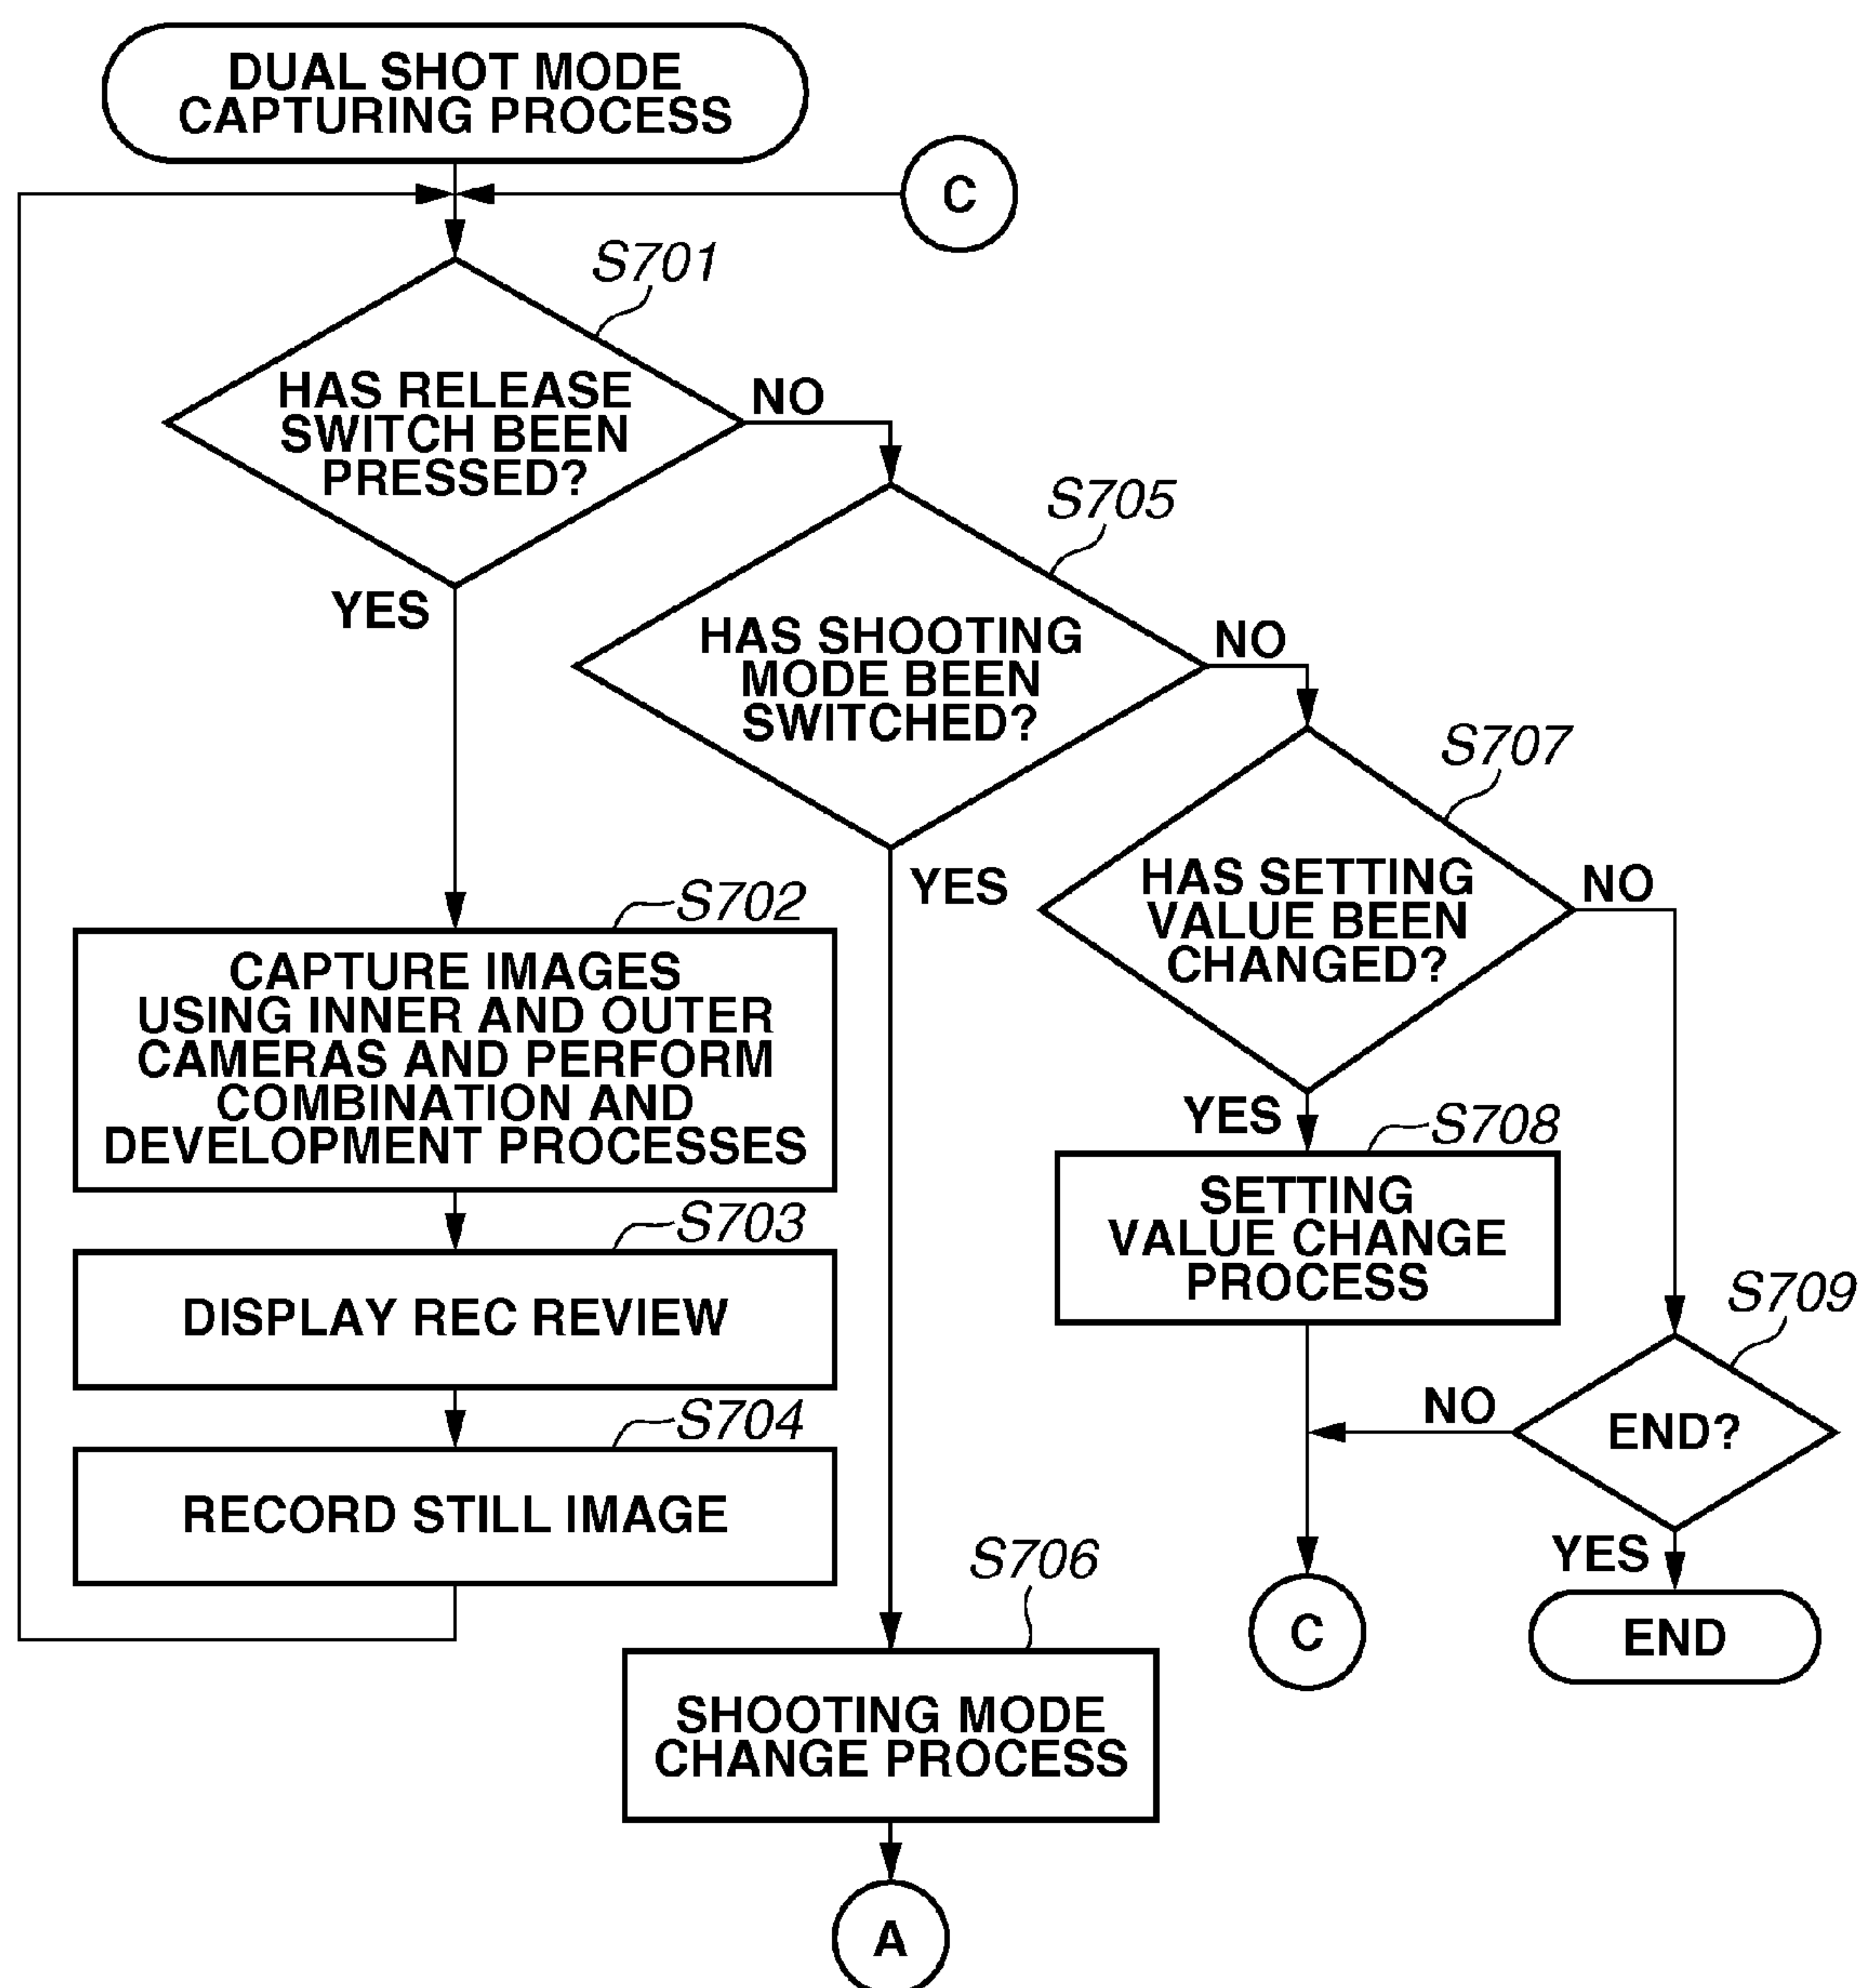 DUAL SHOT MODE
CAPTURING PROCESS
C
S701
HAS RELEASE
SWITCH BEEN
PRESSED?
NO
YES
S705
HAS SHOOTING
MODE BEEN
SWITCHED?
NO
YES
S707
HAS SETTING
VALUE BEEN
CHANGED?
NO
YES
S702
CAPTURE IMAGES
USING INNER AND OUTER
CAMERAS AND PERFORM
COMBINATION AND
DEVELOPMENT PROCESSES
S703
DISPLAY REC REVIEW
S704
RECORD STILL IMAGE
S708
SETTING
VALUE CHANGE
PROCESS
S709
END?
NO
YES
C
END
S706
SHOOTING MODE
CHANGE PROCESS
A